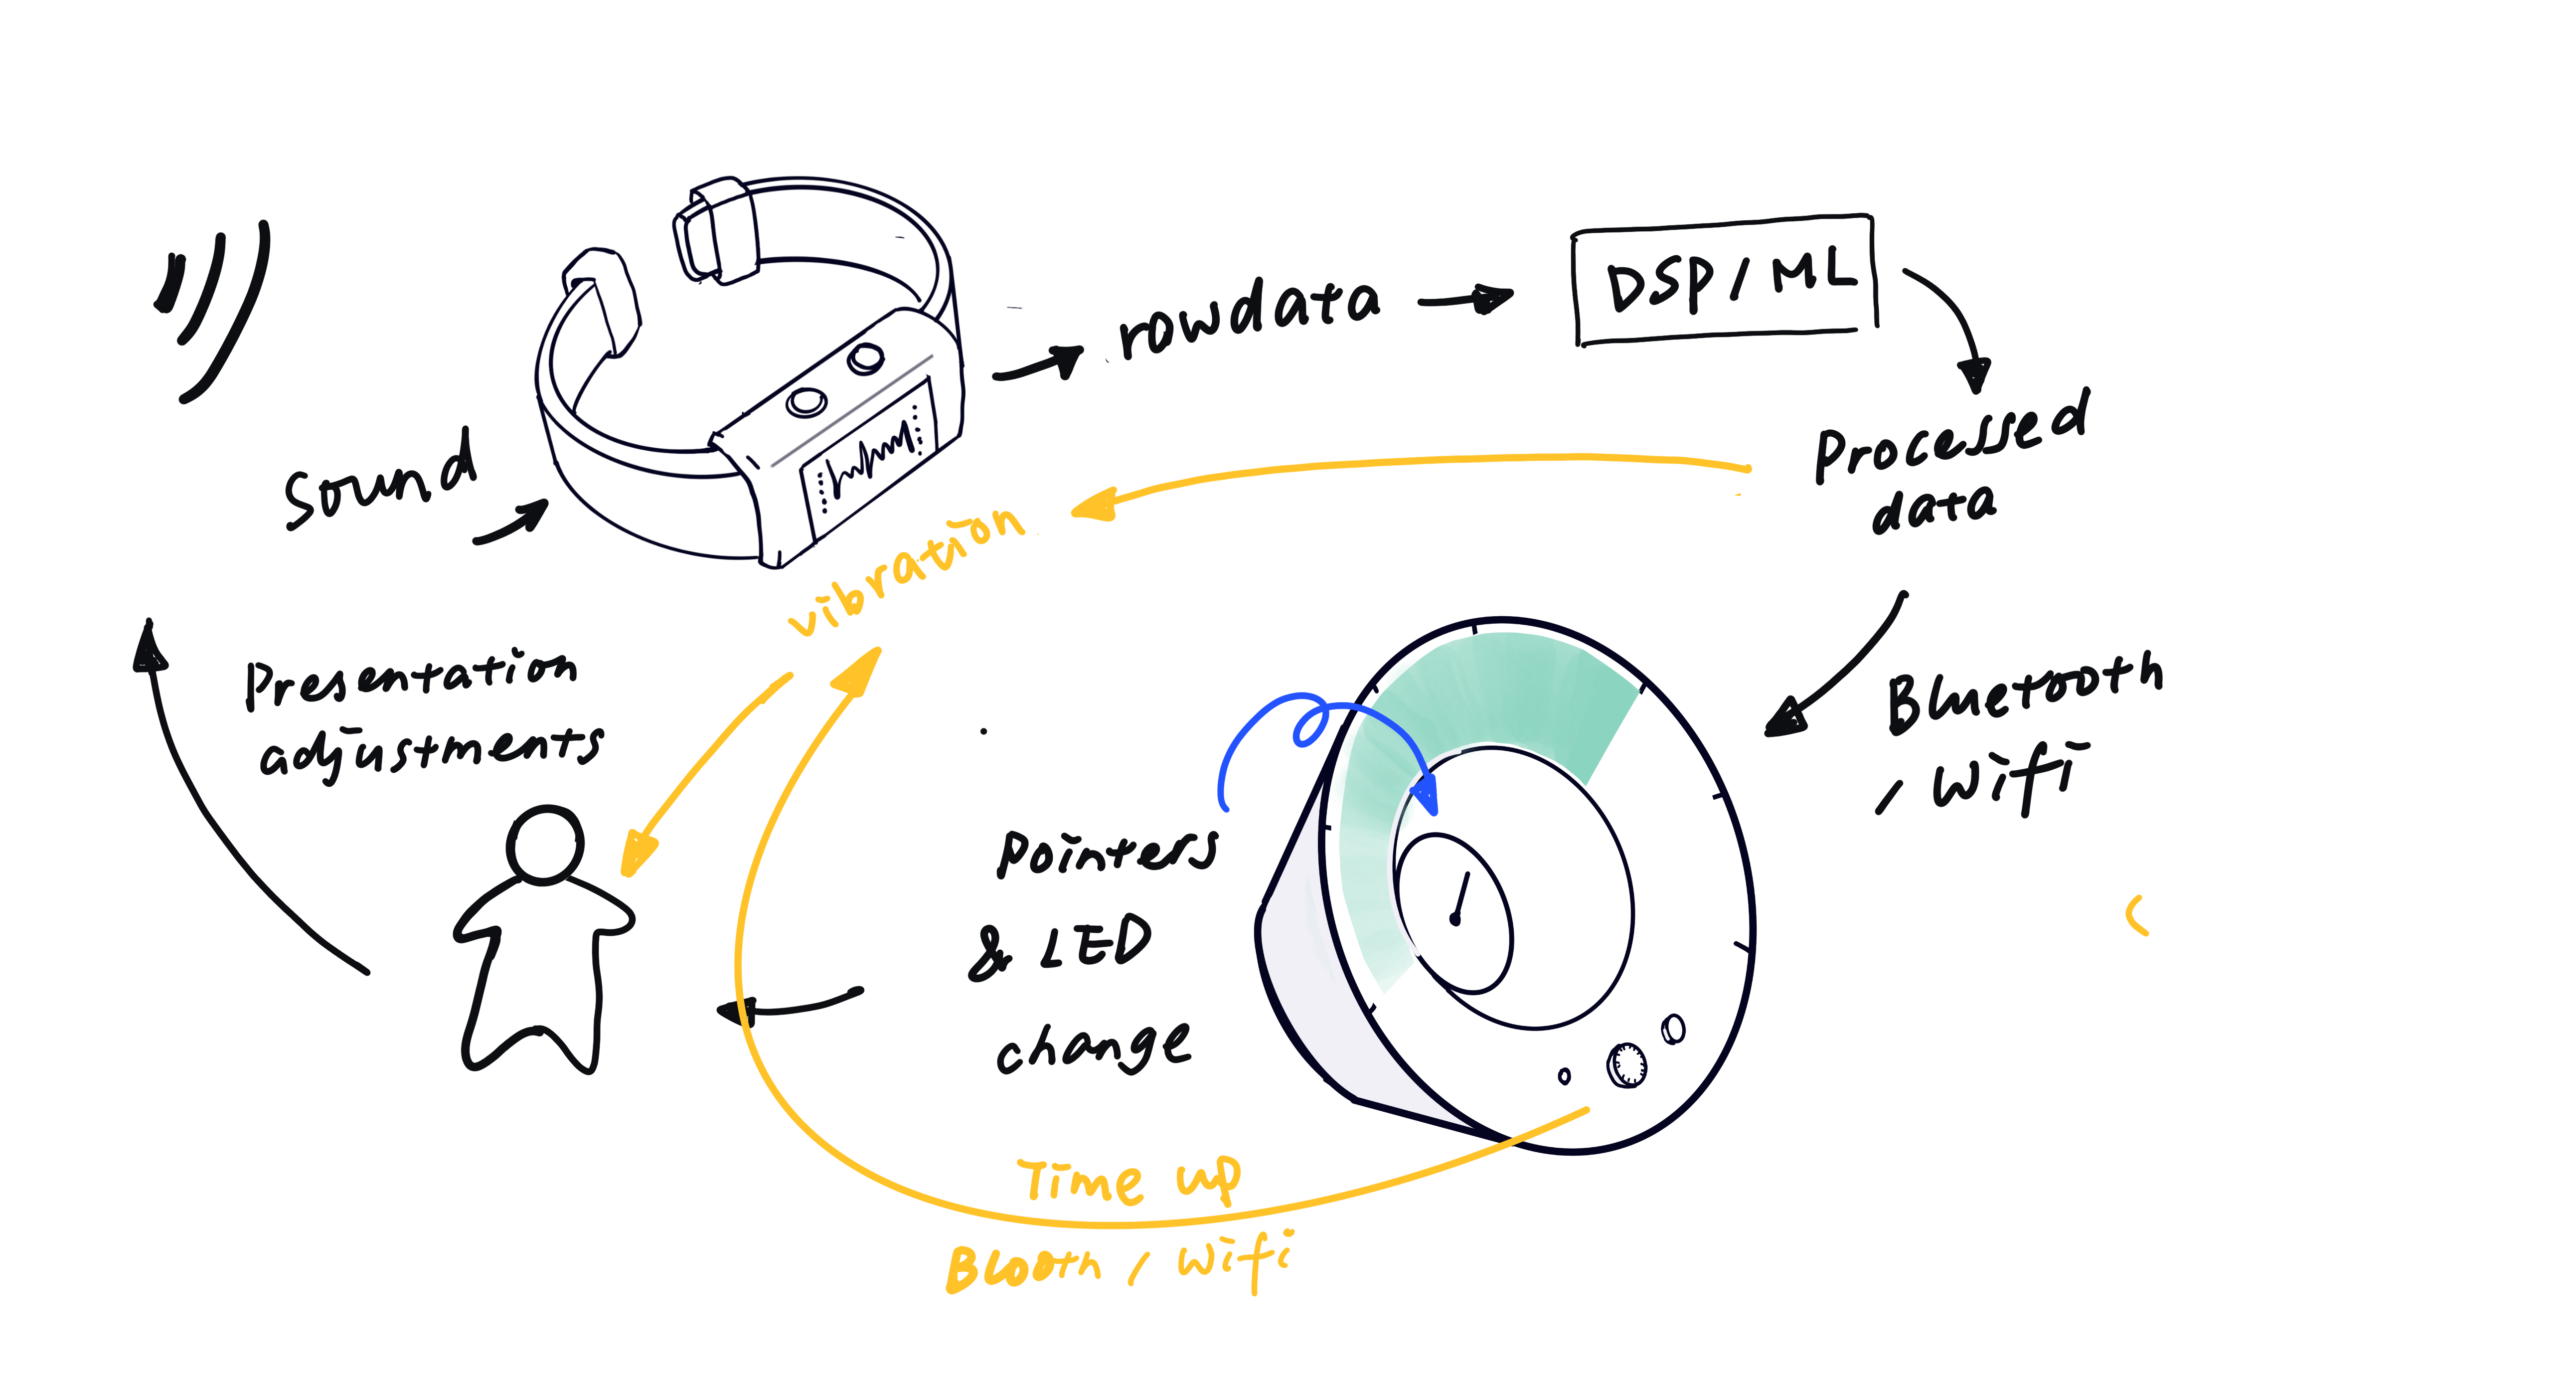 Sound
rowdata
DSP/ML
Processed
data
vibration
Bluetooth
/ Wifi
Presentation
adjustments
Pointers
& LED
change
Time up
Blooth / Wifi